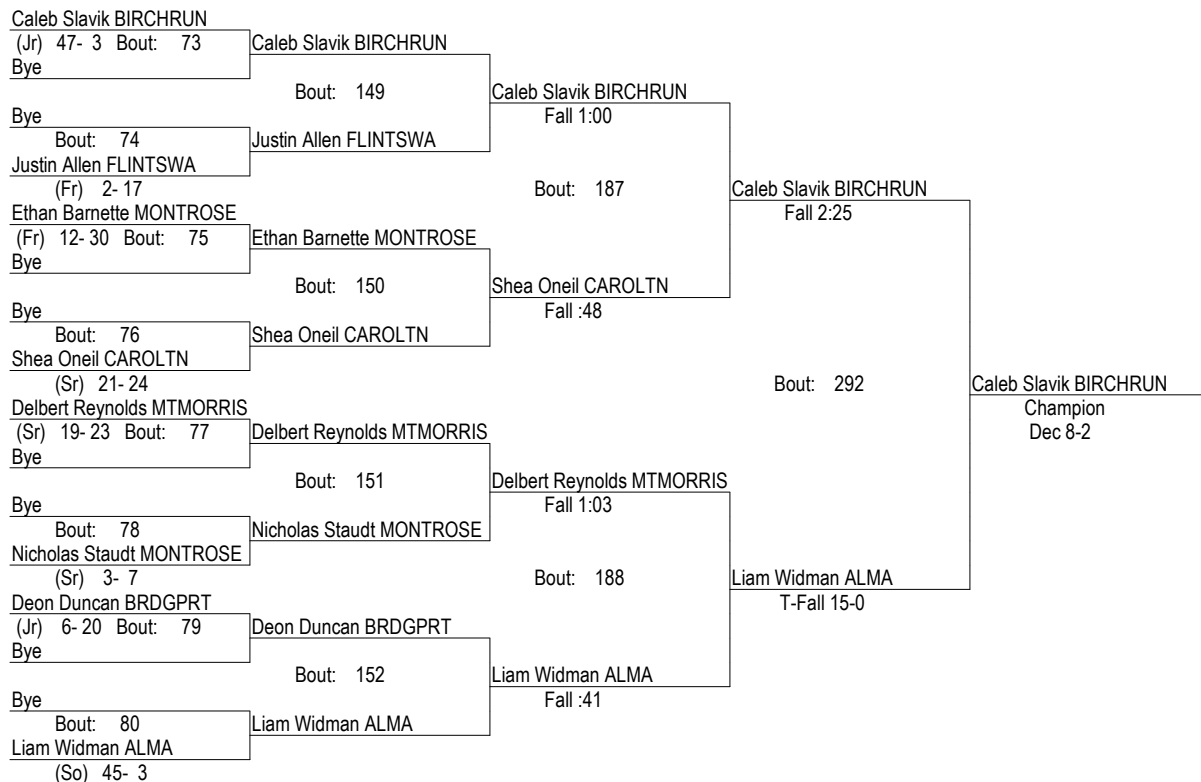 Caleb Slavik BIRCHRUN
(Jr) 47- 3 Bout: 73
Caleb Slavik BIRCHRUN
Bye
Bout: 149
Caleb Slavik BIRCHRUN
Bye
Fall 1:00
Bout: 74
Justin Allen FLINTSWA
Justin Allen FLINTSWA
(Fr) 2- 17
Bout: 187
Caleb Slavik BIRCHRUN
Ethan Barnette MONTROSE
Fall 2:25
(Fr) 12- 30 Bout: 75
Ethan Barnette MONTROSE
Bye
Bout: 150
Shea Oneil CAROLTN
Bye
Fall :48
Bout: 76
Shea Oneil CAROLTN
Shea Oneil CAROLTN
(Sr) 21- 24
Bout: 292
Caleb Slavik BIRCHRUN
Delbert Reynolds MTMORRIS
Champion
(Sr) 19- 23 Bout: 77
Delbert Reynolds MTMORRIS
Dec 8-2
Bye
Bout: 151
Delbert Reynolds MTMORRIS
Bye
Fall 1:03
Bout: 78
Nicholas Staudt MONTROSE
Nicholas Staudt MONTROSE
(Sr) 3- 7
Bout: 188
Liam Widman ALMA
Deon Duncan BRDGPRT
T-Fall 15-0
(Jr) 6- 20 Bout: 79
Deon Duncan BRDGPRT
Bye
Bout: 152
Liam Widman ALMA
Bye
Fall :41
Bout: 80
Liam Widman ALMA
Liam Widman ALMA
(So) 45- 3